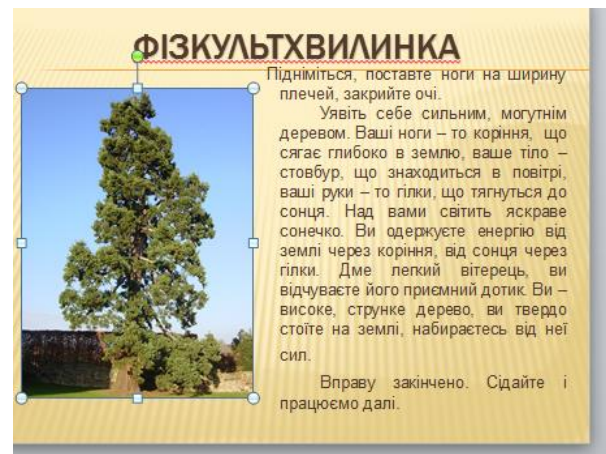 ФІЗКУЛЬТХВИЛИНКА
Підніміться, поставте ноги на ширину
плечей, закрийте очі.
Уявіть себе сильним, могутнім
деревом. Ваші ноги – то коріння, що
сягає глибоко в землю, ваше тіло –
стовбур, що знаходиться в повітрі,
ваші руки – то гілки, що тягнуться до
сонця. Над вами світить яскраве
сонечко. Ви одержуєте енергію від
землі через коріння, від сонця через
гілки. Дме легкий вітерець, ви
відчуваєте його приємний дотик. Ви –
високе, струнке дерево, ви твердо
стоїте на землі, набираєтесь від неї
сил.
Вправу закінчено. Сідайте і
працюємо далі.